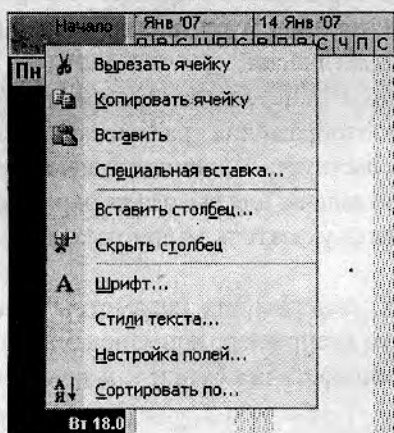 Начало
Янв '07
14 Янв '07
Пн
Вырезать ячейку
Копировать ячейку
Вставить
Специальная вставка...
Вставить столбец...
Скрыть столбец
Шрифт...
Стили текста...
Настройка полей...
Сортировать по...
Вт 18.0